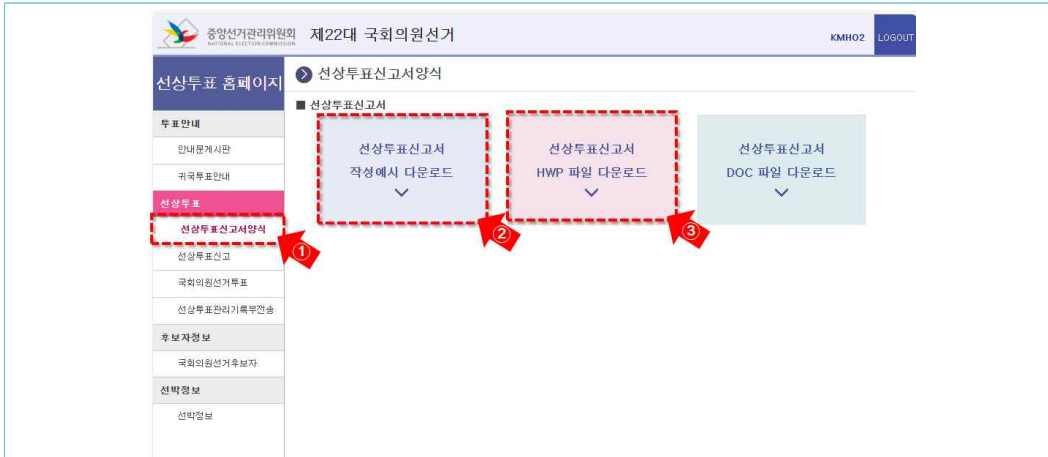 중앙선거관리위원회 제22대 국회의원선거
NATIONAL ELECTION COMMISSION
KMH02 LOGOUT
선상투표 홈페이지
투표안내
안내문게시판
귀국투표안내
선상투표
선상투표신고서양식
①
선상투표신고
국회의원선거투표
선상투표관리기록부전송
후보자정보
국회의원선거후보자
선박정보
선박정보
선상투표신고서양식
■ 선상투표신고서
선상투표신고서
작성예시 다운로드
②
선상투표신고서
HWP 파일 다운로드
③
선상투표신고서
DOC 파일 다운로드